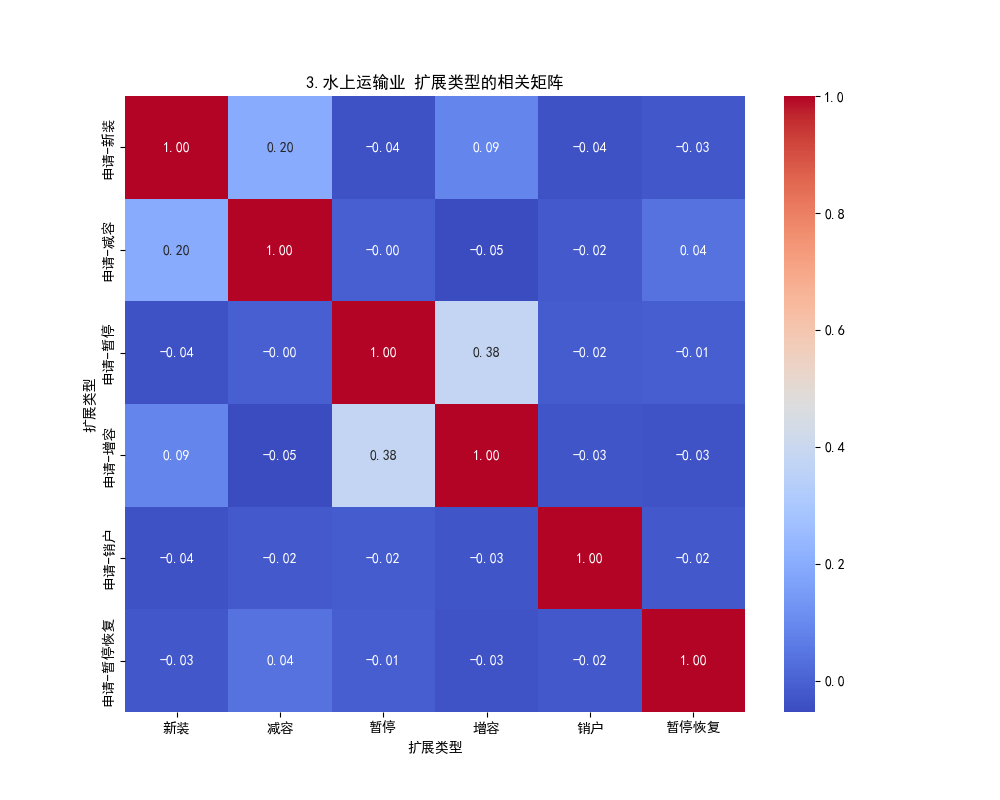 3.水上运输业 扩展类型的相关矩阵
申请-新装
1.00 0.20 -0.04 0.09 -0.04 -0.03
申请-减容
0.20 1.00 -0.00 -0.05 -0.02 0.04
申请-暂停
-0.04 -0.00 1.00 0.38 -0.02 -0.01
申请-增容
0.09 -0.05 0.38 1.00 -0.03 -0.03
申请-销户
-0.04 -0.02 -0.02 -0.03 1.00 -0.02
申请-暂停恢复
-0.03 0.04 -0.01 -0.03 -0.02 1.00
扩展类型
新装 减容 暂停 增容 销户 暂停恢复
扩展类型
1.0
0.8
0.6
0.4
0.2
0.0